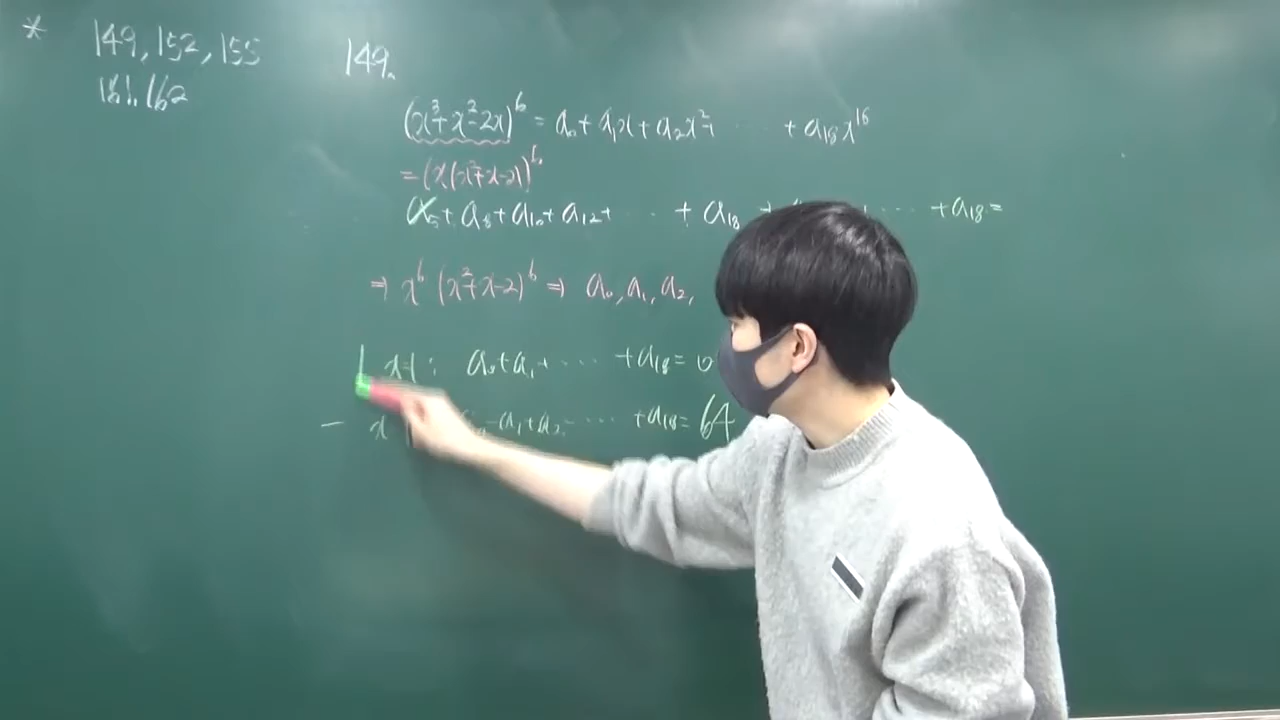 * 149, 152, 155
161. 162
149.
(x³+x²-2x)⁶ = a₀+a₁x+a₂x²+ ⋯ +a₁₈x¹⁸
=(x(x²+x-2))⁶
+a₈+a₁₀+a₁₂+ ⋯ +a₁₈ ⋯ +a₁₈=
⇒ x⁶(x²+x-2)⁶ ⇒ a₀, a₁, a₂,
x=1 : a₀+a₁+ ⋯ +a₁₈= 0
- x -a₁+a₂- ⋯ +a₁₈= 64